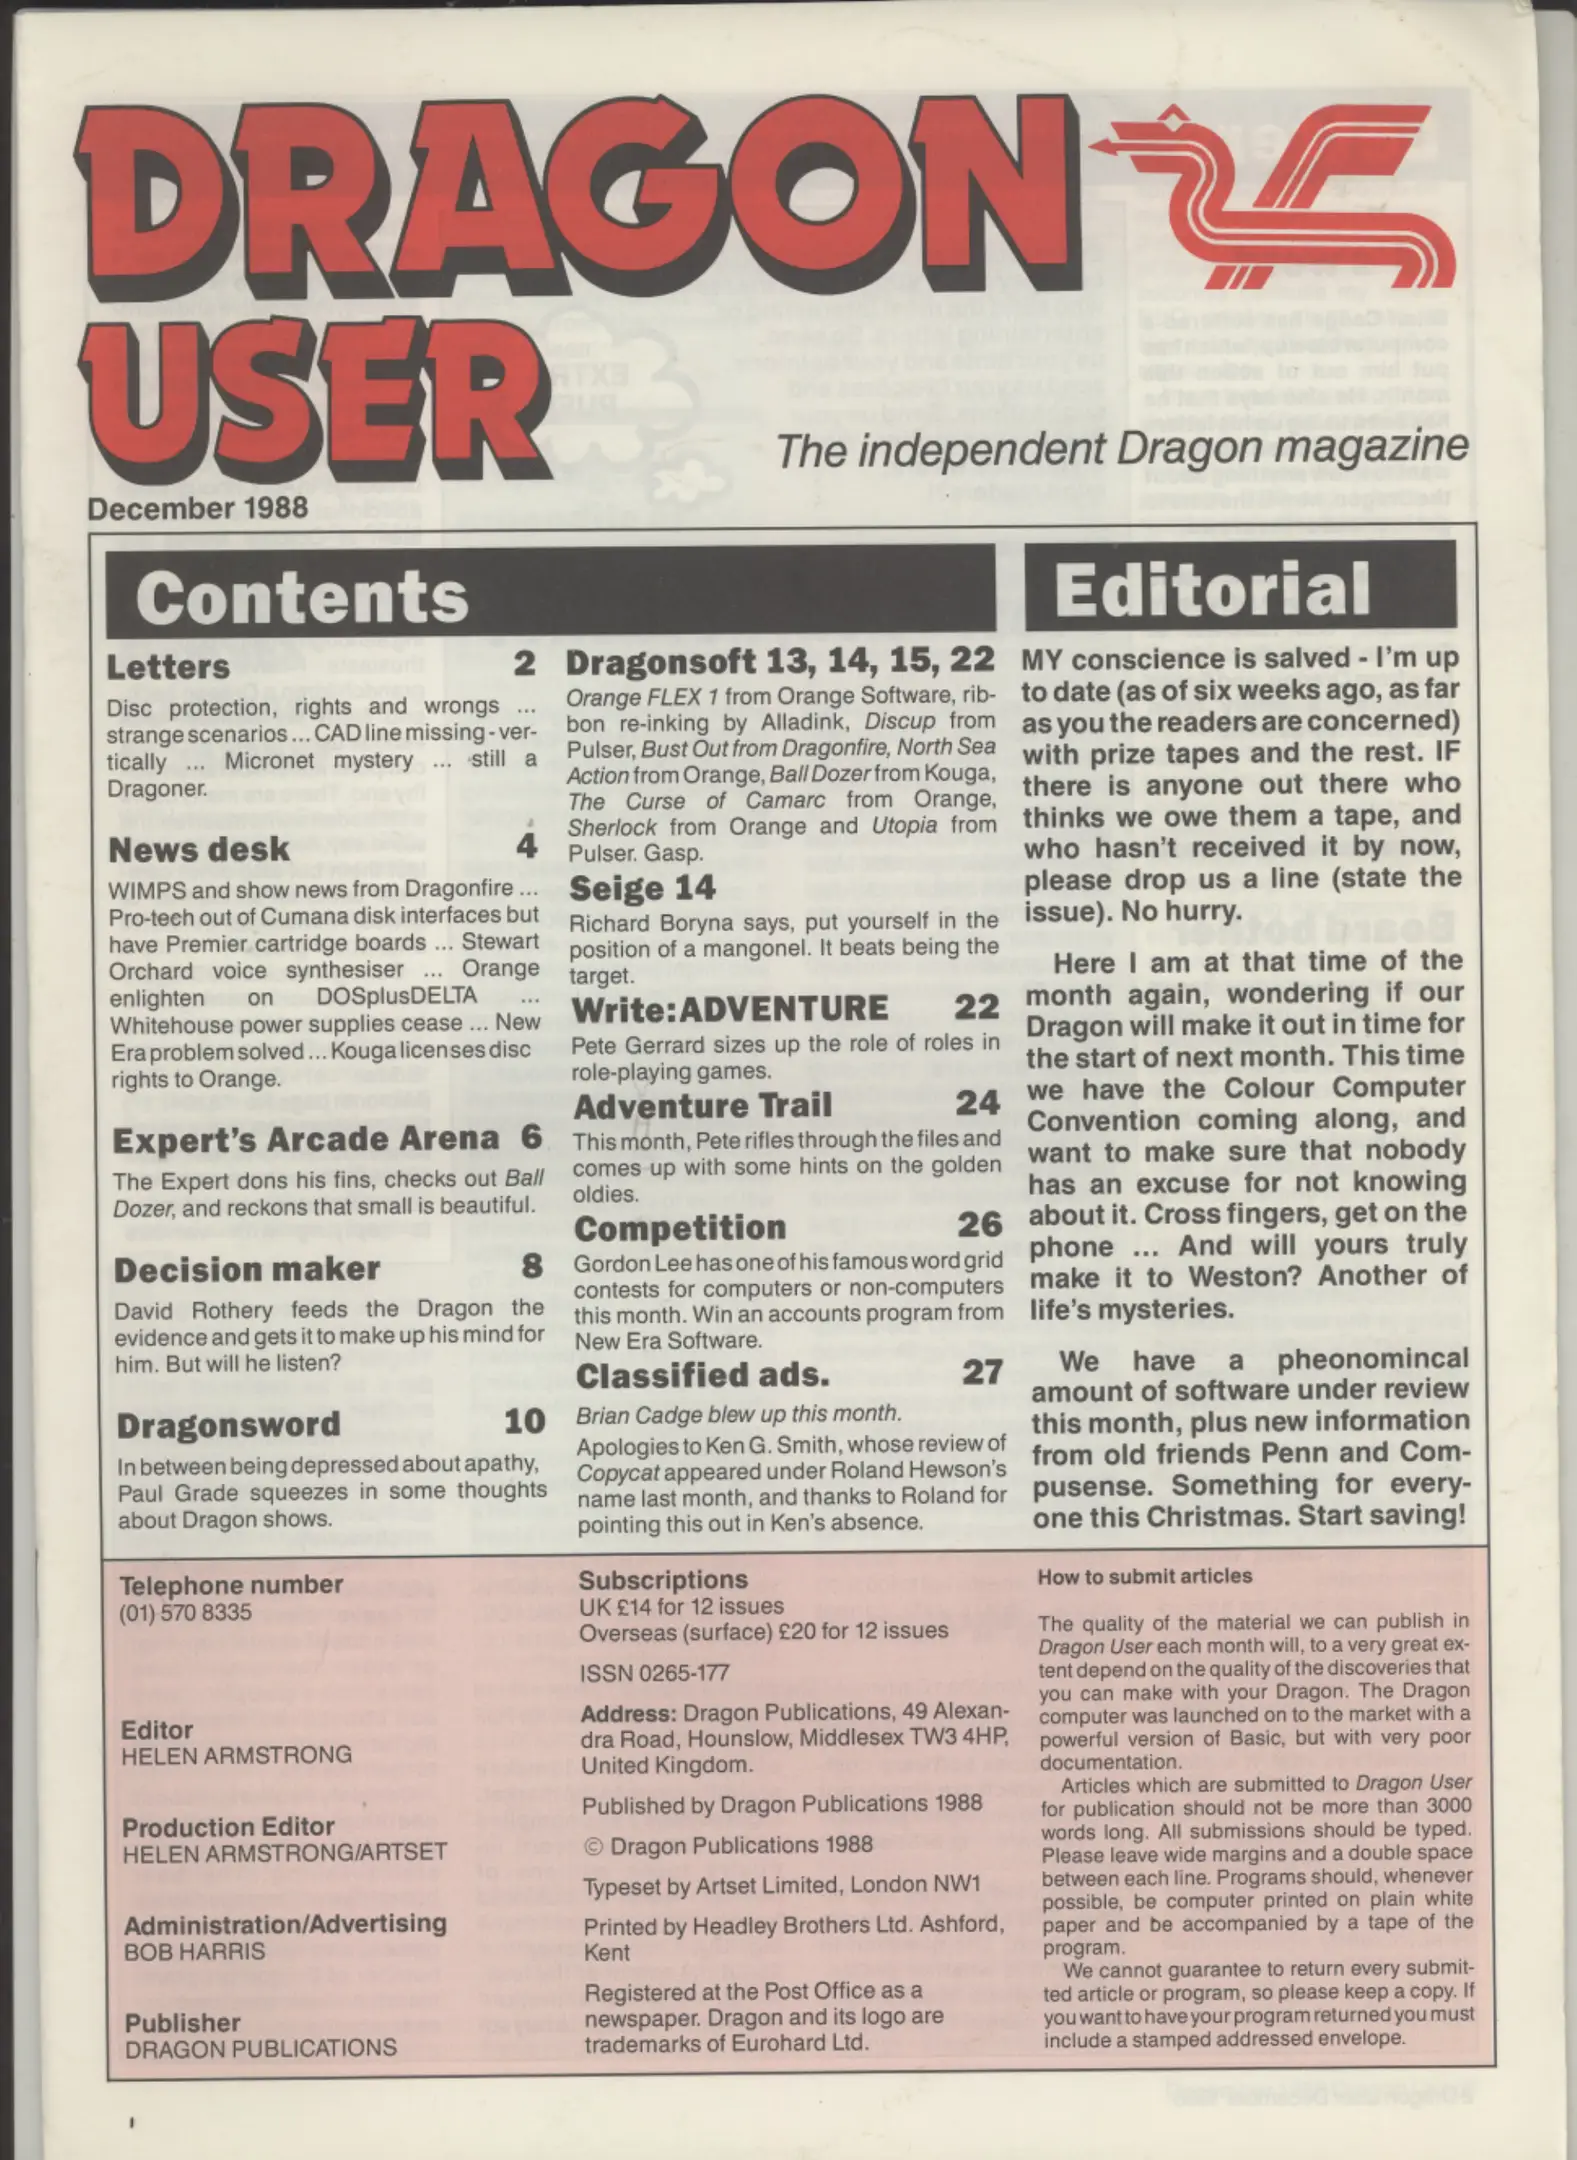 DRAGON
USER
The independent Dragon magazine
December 1988
Contents
Letters 2
Disc protection, rights and wrongs ...
strange scenarios ... CAD line missing - ver-
tically ... Micronet mystery ... still a
Dragoner.
News desk 4
WIMPS and show news from Dragonfire ...
Pro-tech out of Cumana disk interfaces but
have Premier cartridge boards ... Stewart
Orchard voice synthesiser ... Orange
enlighten on DOSplusDELTA ...
Whitehouse power supplies cease ... New
Era problem solved ... Kouga licenses disc
rights to Orange.
Expert's Arcade Arena 6
The Expert dons his fins, checks out Ball
Dozer, and reckons that small is beautiful.
Decision maker 8
David Rothery feeds the Dragon the
evidence and gets it to make up his mind for
him. But will he listen?
Dragonsword 10
In between being depressed about apathy,
Paul Grade squeezes in some thoughts
about Dragon shows.
Dragonsoft 13, 14, 15, 22
Orange FLEX 1 from Orange Software, rib-
bon re-inking by Alladink, Discup from
Pulser, Bust Out from Dragonfire, North Sea
Action from Orange, Ball Dozer from Kouga,
The Curse of Camarc from Orange,
Sherlock from Orange and Utopia from
Pulser. Gasp.
Seige 14
Richard Boryna says, put yourself in the
position of a mangonel. It beats being the
target.
Write:ADVENTURE 22
Pete Gerrard sizes up the role of roles in
role-playing games.
Adventure Trail 24
This month, Pete rifles through the files and
comes up with some hints on the golden
oldies.
Competition 26
Gordon Lee has one of his famous word grid
contests for computers or non-computers
this month. Win an accounts program from
New Era Software.
Classified ads. 27
Brian Cadge blew up this month.
Apologies to Ken G. Smith, whose review of
Copycat appeared under Roland Hewson's
name last month, and thanks to Roland for
pointing this out in Ken's absence.
Editorial
MY conscience is salved - I'm up
to date (as of six weeks ago, as far
as you the readers are concerned)
with prize tapes and the rest. IF
there is anyone out there who
thinks we owe them a tape, and
who hasn't received it by now,
please drop us a line (state the
issue). No hurry.
Here I am at that time of the
month again, wondering if our
Dragon will make it out in time for
the start of next month. This time
we have the Colour Computer
Convention coming along, and
want to make sure that nobody
has an excuse for not knowing
about it. Cross fingers, get on the
phone ... And will yours truly
make it to Weston? Another of
life's mysteries.
We have a pheonomincal
amount of software under review
this month, plus new information
from old friends Penn and Com-
pusense. Something for every-
one this Christmas. Start saving!
Telephone number
(01) 570 8335
Editor
HELEN ARMSTRONG
Production Editor
HELEN ARMSTRONG/ARTSET
Administration/Advertising
BOB HARRIS
Publisher
DRAGON PUBLICATIONS
Subscriptions
UK £14 for 12 issues
Overseas (surface) £20 for 12 issues
ISSN 0265-177
Address: Dragon Publications, 49 Alexan-
dra Road, Hounslow, Middlesex TW3 4HP,
United Kingdom.
Published by Dragon Publications 1988
© Dragon Publications 1988
Typeset by Artset Limited, London NW1
Printed by Headley Brothers Ltd. Ashford,
Kent
Registered at the Post Office as a
newspaper. Dragon and its logo are
trademarks of Eurohard Ltd.
How to submit articles
The quality of the material we can publish in
Dragon User each month will, to a very great ex-
tent depend on the quality of the discoveries that
you can make with your Dragon. The Dragon
computer was launched on to the market with a
powerful version of Basic, but with very poor
documentation.
Articles which are submitted to Dragon User
for publication should not be more than 3000
words long. All submissions should be typed.
Please leave wide margins and a double space
between each line. Programs should, whenever
possible, be computer printed on plain white
paper and be accompanied by a tape of the
program.
We cannot guarantee to return every submit-
ted article or program, so please keep a copy. If
you want to have your program returned you must
include a stamped addressed envelope.